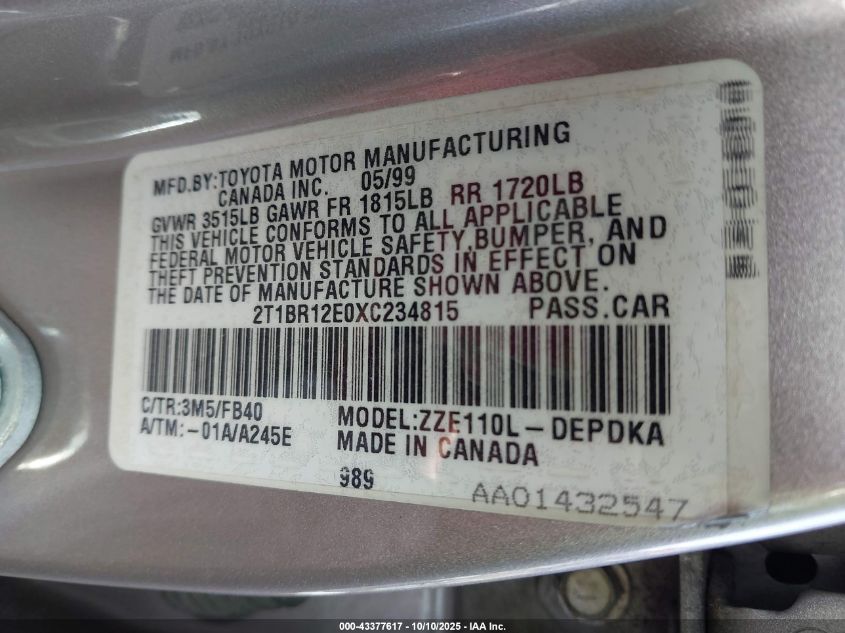 MFD.BY:TOYOTA MOTOR MANUFACTURING
CANADA INC. 05/99
GVWR 3515LB GAWR FR 1815LB RR 1720LB
THIS VEHICLE CONFORMS TO ALL APPLICABLE
FEDERAL MOTOR VEHICLE SAFETY,BUMPER, AND
THEFT PREVENTION STANDARDS IN EFFECT ON
THE DATE OF MANUFACTURE SHOWN ABOVE.
2T1BR12E0XC234815 PASS.CAR
C/TR:3M5/FB40
A/TM:-01A/A245E
MODEL:ZZE110L-DEPDKA
MADE IN CANADA
989
AA01432547
000-43377617 - 10/10/2025 - IAA Inc.